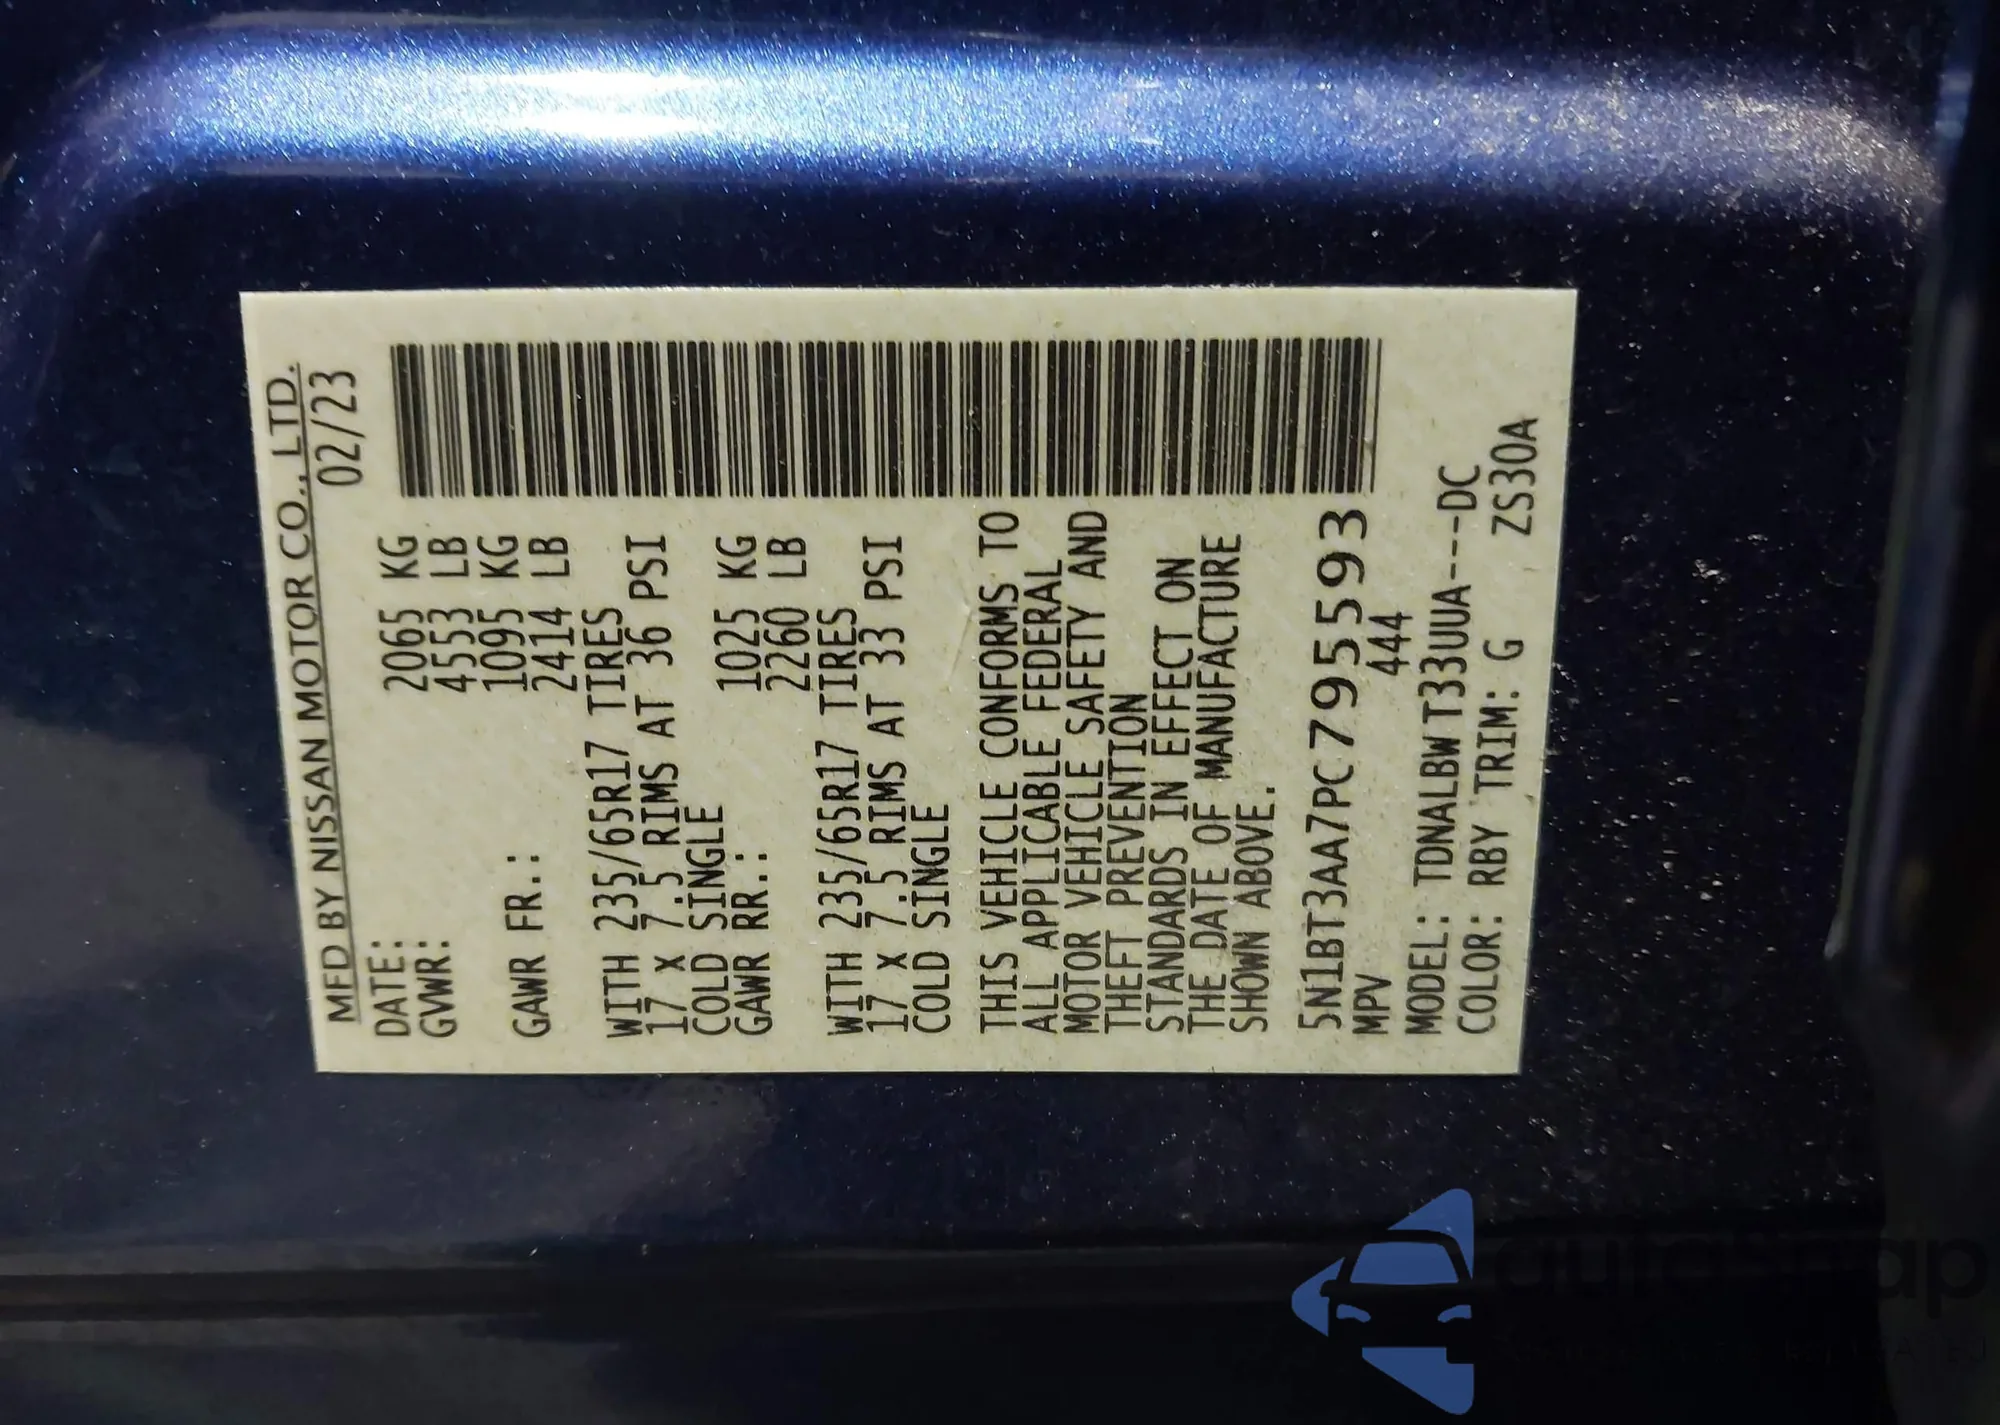 MFD BY NISSAN MOTOR CO., LTD.
DATE: 02/23
GVWR: 2065 KG
4553 LB
GAWR FR.: 1095 KG
2414 LB
WITH 235/65R17 TIRES
17 X 7.5 RIMS AT 36 PSI
COLD SINGLE
GAWR RR.: 1025 KG
2260 LB
WITH 235/65R17 TIRES
17 X 7.5 RIMS AT 33 PSI
COLD SINGLE
THIS VEHICLE CONFORMS TO
ALL APPLICABLE FEDERAL
MOTOR VEHICLE SAFETY AND
THEFT PREVENTION
STANDARDS IN EFFECT ON
THE DATE OF MANUFACTURE
SHOWN ABOVE.
5N1BT3AA7PC795593
MPV 444
MODEL: TDNALBW T33UUA---DC
COLOR: RBY TRIM: G ZS30A